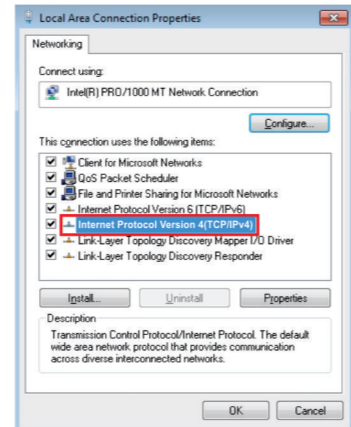 Local Area Connection Properties
Networking
Connect using:
Intel(R) PRO/1000 MT Network Connection
Configure...
This connection uses the following items:
Client for Microsoft Networks
QoS Packet Scheduler
File and Printer Sharing for Microsoft Networks
Internet Protocol Version 6 (TCP/IPv6)
Internet Protocol Version 4(TCP/IPv4)
Link-Layer Topology Discovery Mapper I/O Driver
Link-Layer Topology Discovery Responder
Install...
Uninstall
Properties
Description
Transmission Control Protocol/Internet Protocol. The default
wide area network protocol that provides communication
across diverse interconnected networks.
OK
Cancel